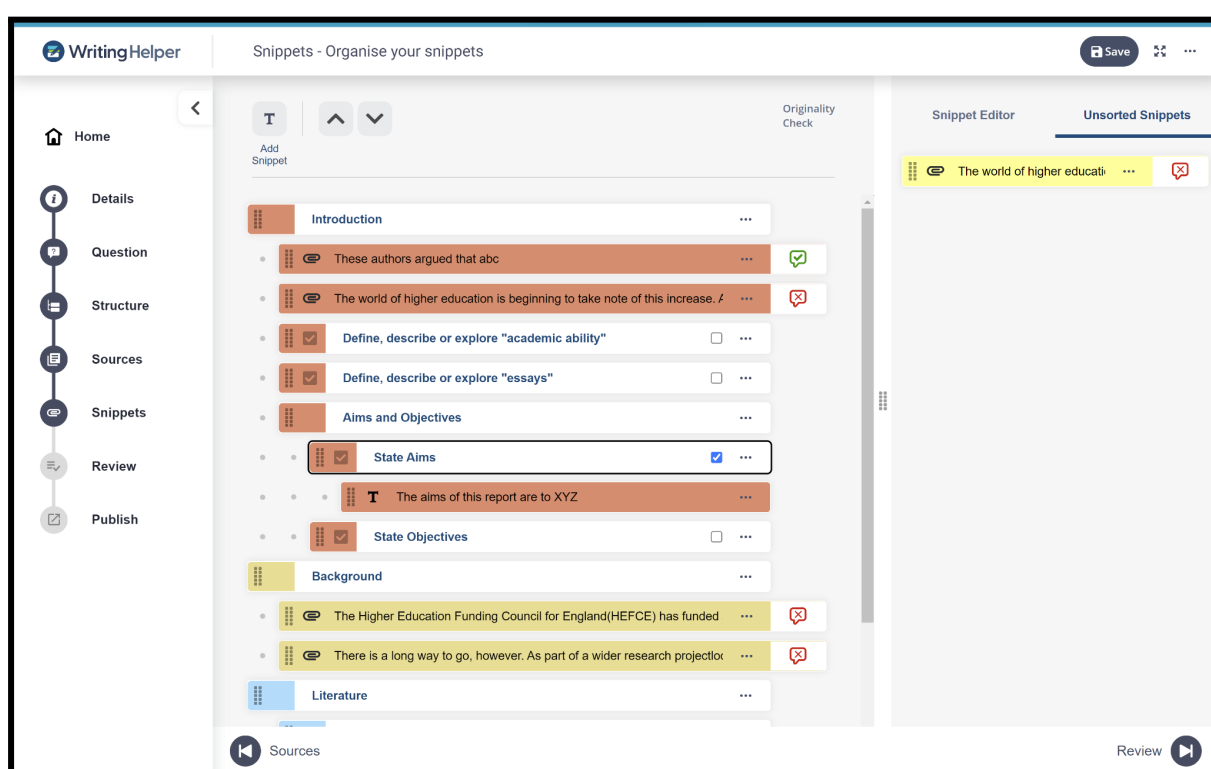 WritingHelper
Snippets - Organise your snippets
Save
Home
Details
Question
Structure
Sources
Snippets
Review
Publish
T
Add
Snippet
Originality
Check
Introduction
These authors argued that abc
The world of higher education is beginning to take note of this increase.
Define, describe or explore "academic ability"
Define, describe or explore "essays"
Aims and Objectives
State Aims
T The aims of this report are to XYZ
State Objectives
Background
The Higher Education Funding Council for England(HEFCE) has funded
There is a long way to go, however. As part of a wider research
Literature
Snippet Editor
Unsorted Snippets
The world of higher
Sources
Review